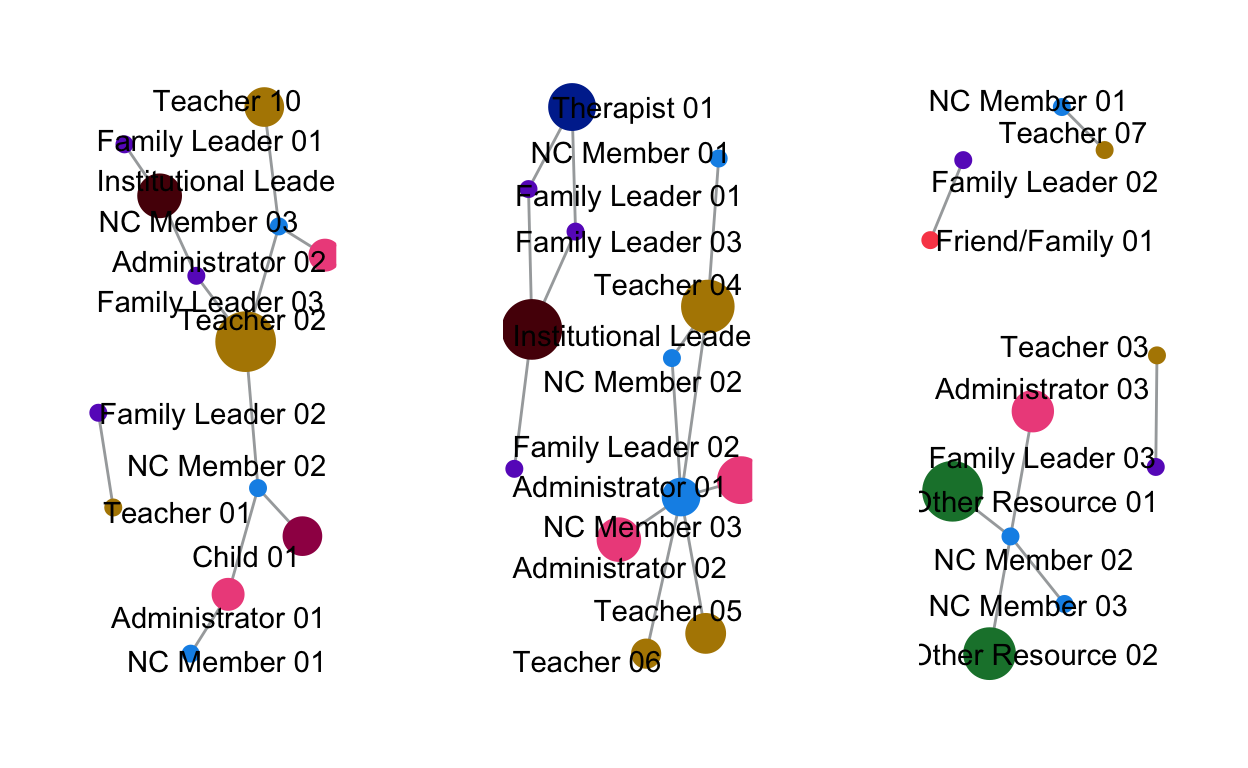 Teacher 10
Family Leader 01
Institutional Leade
NC Member 03
Administrator 02
Family Leader 03
Teacher 02
Family Leader 02
NC Member 02
Teacher 01
Child 01
Administrator 01
NC Member 01
Therapist 01
NC Member 01
Family Leader 01
Family Leader 03
Teacher 04
Institutional Leade
NC Member 02
Family Leader 02
Administrator 01
NC Member 03
Administrator 02
Teacher 05
Teacher 06
NC Member 01
Teacher 07
Family Leader 02
Friend/Family 01
Teacher 03
Administrator 03
Family Leader 03
Other Resource 01
NC Member 02
NC Member 03
Other Resource 02